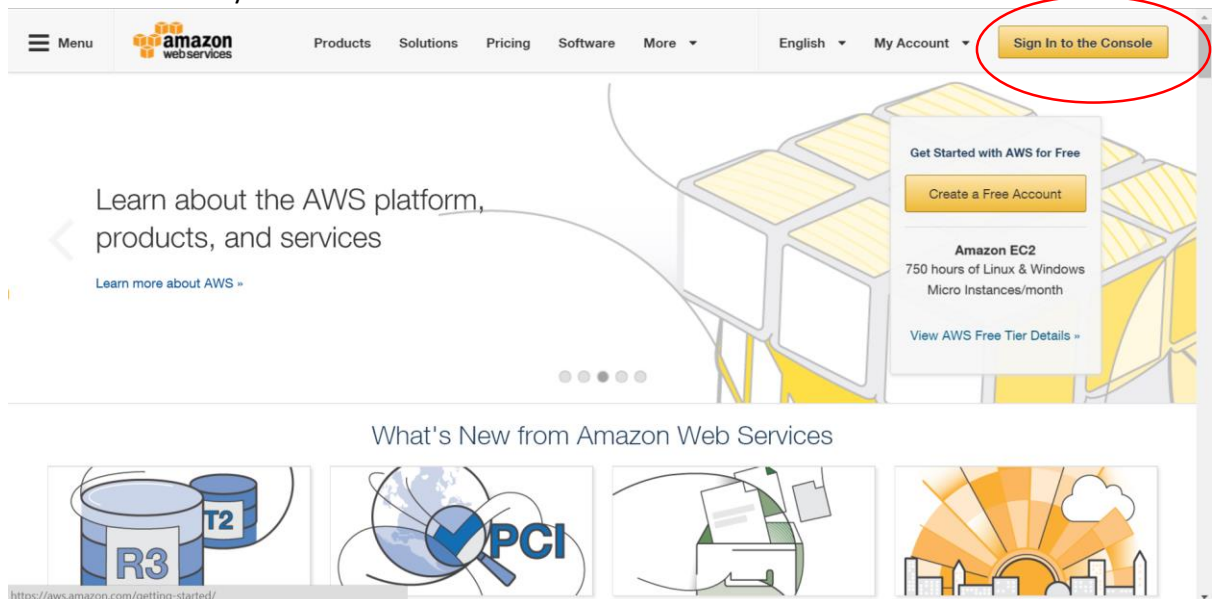 Menu
amazon
webservices
Products Solutions Pricing Software More
English My Account Sign In to the Console
Get Started with AWS for Free
Create a Free Account
Learn about the AWS platform,
products, and services
Learn more about AWS »
Amazon EC2
750 hours of Linux & Windows
Micro Instances/month
View AWS Free Tier Details »
What's New from Amazon Web Services
R3
T2
PCI
https://aws.amazon.com/getting-started/